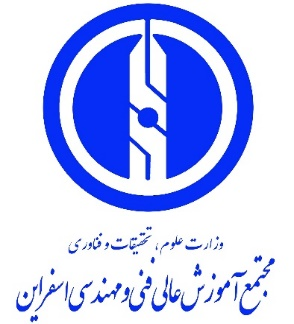 وزارت علوم، تحقیقات و فناوری
مجتمع آموزش عالی فنی و مهندسی اسفراین